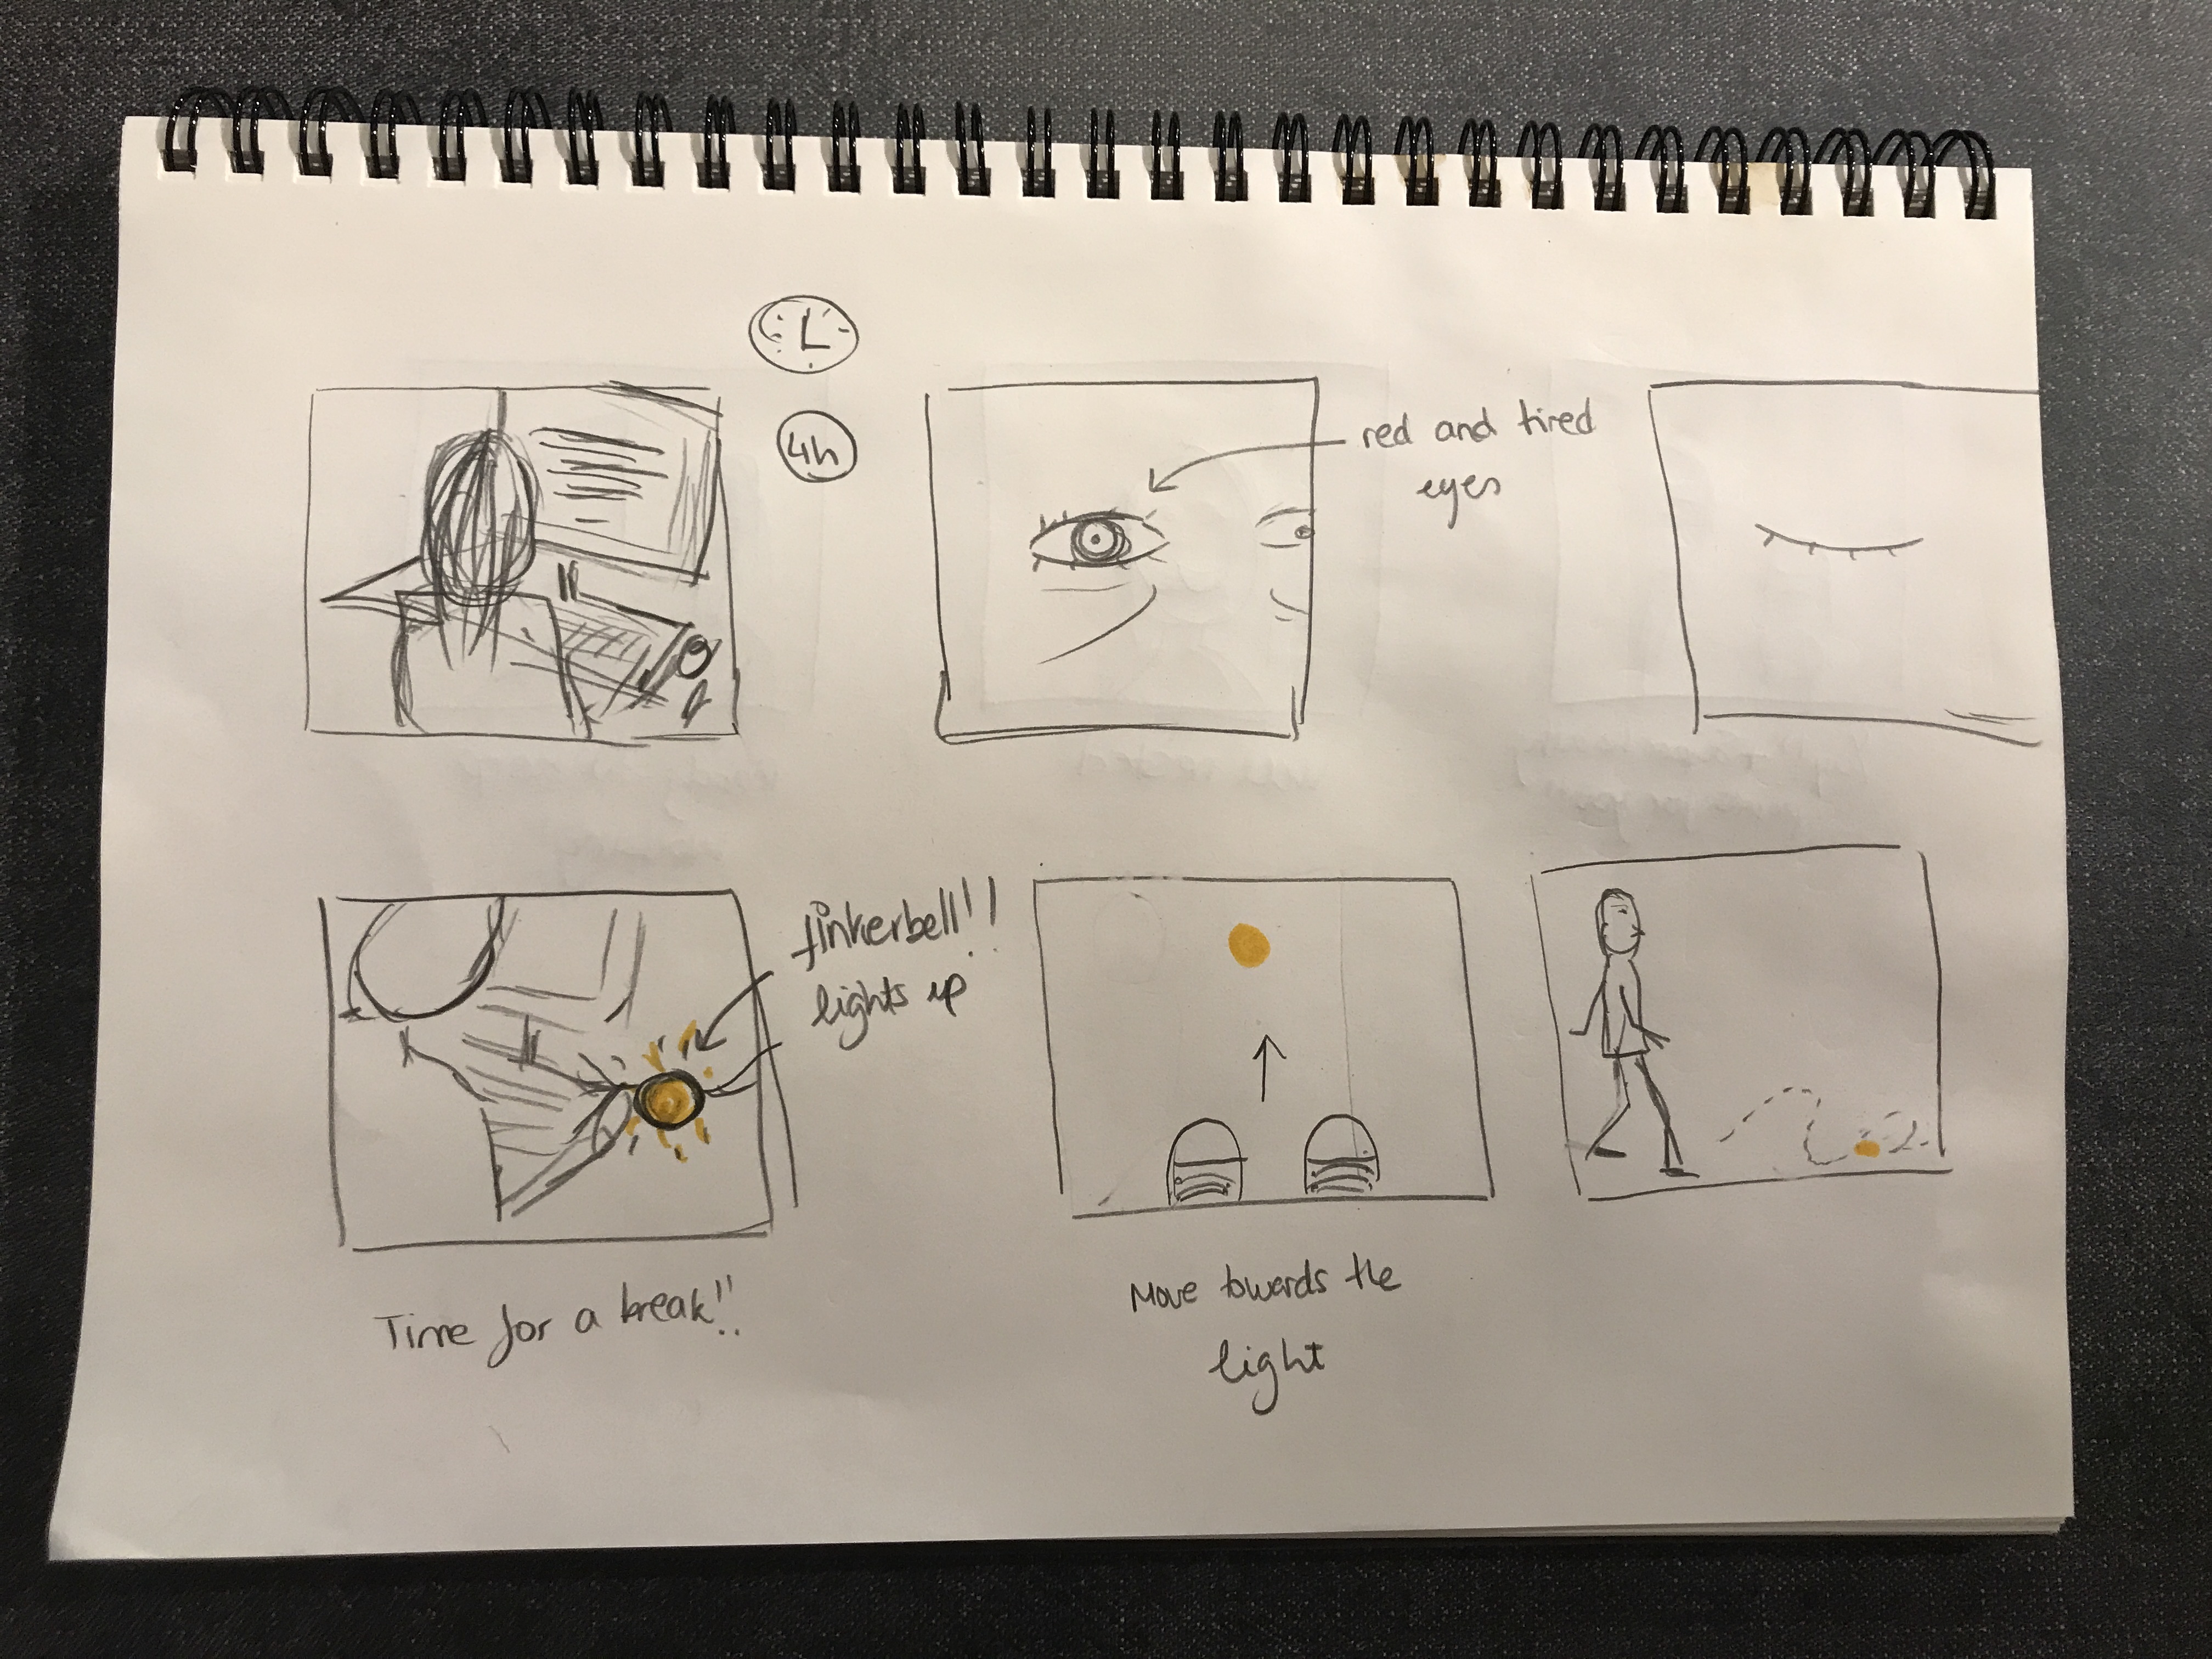 4h
red and tired
eyes
tinkerbell!!
lights up
Time for a break!!
Move towards the
light